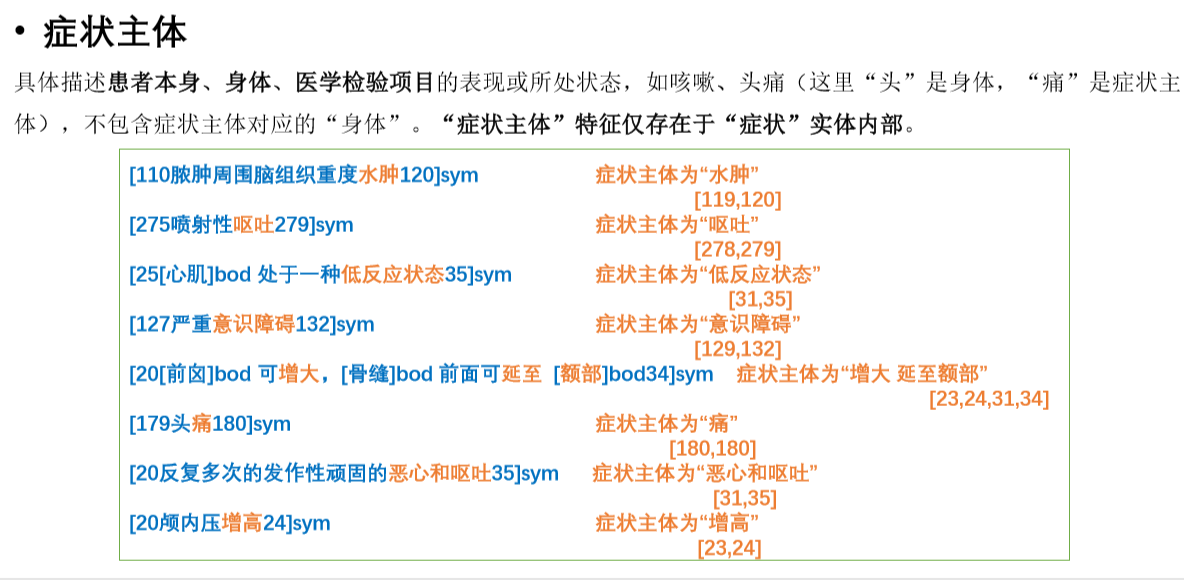 • 症状主体
具体描述患者本身、身体、医学检验项目的表现或所处状态，如咳嗽、头痛（这里“头”是身体，“痛”是症状主
体），不包含症状主体对应的“身体”。“症状主体”特征仅存在于“症状”实体内部。
[110脓肿周围脑组织重度水肿120]sym 症状主体为“水肿”
[119,120]
[275喷射性呕吐279]sym 症状主体为“呕吐”
[278,279]
[25[心肌]bod 处于一种低反应状态35]sym 症状主体为“低反应状态”
[31,35]
[127严重意识障碍132]sym 症状主体为“意识障碍”
[129,132]
[20[前囟]bod 可增大，[骨缝]bod 前面可延至 [额部]bod34]sym 症状主体为“增大 延至额部”
[23,24,31,34]
[179头痛180]sym 症状主体为“痛”
[180,180]
[20反复多次的发作性顽固的恶心和呕吐35]sym 症状主体为“恶心和呕吐”
[31,35]
[20颅内压增高24]sym 症状主体为“增高”
[23,24]